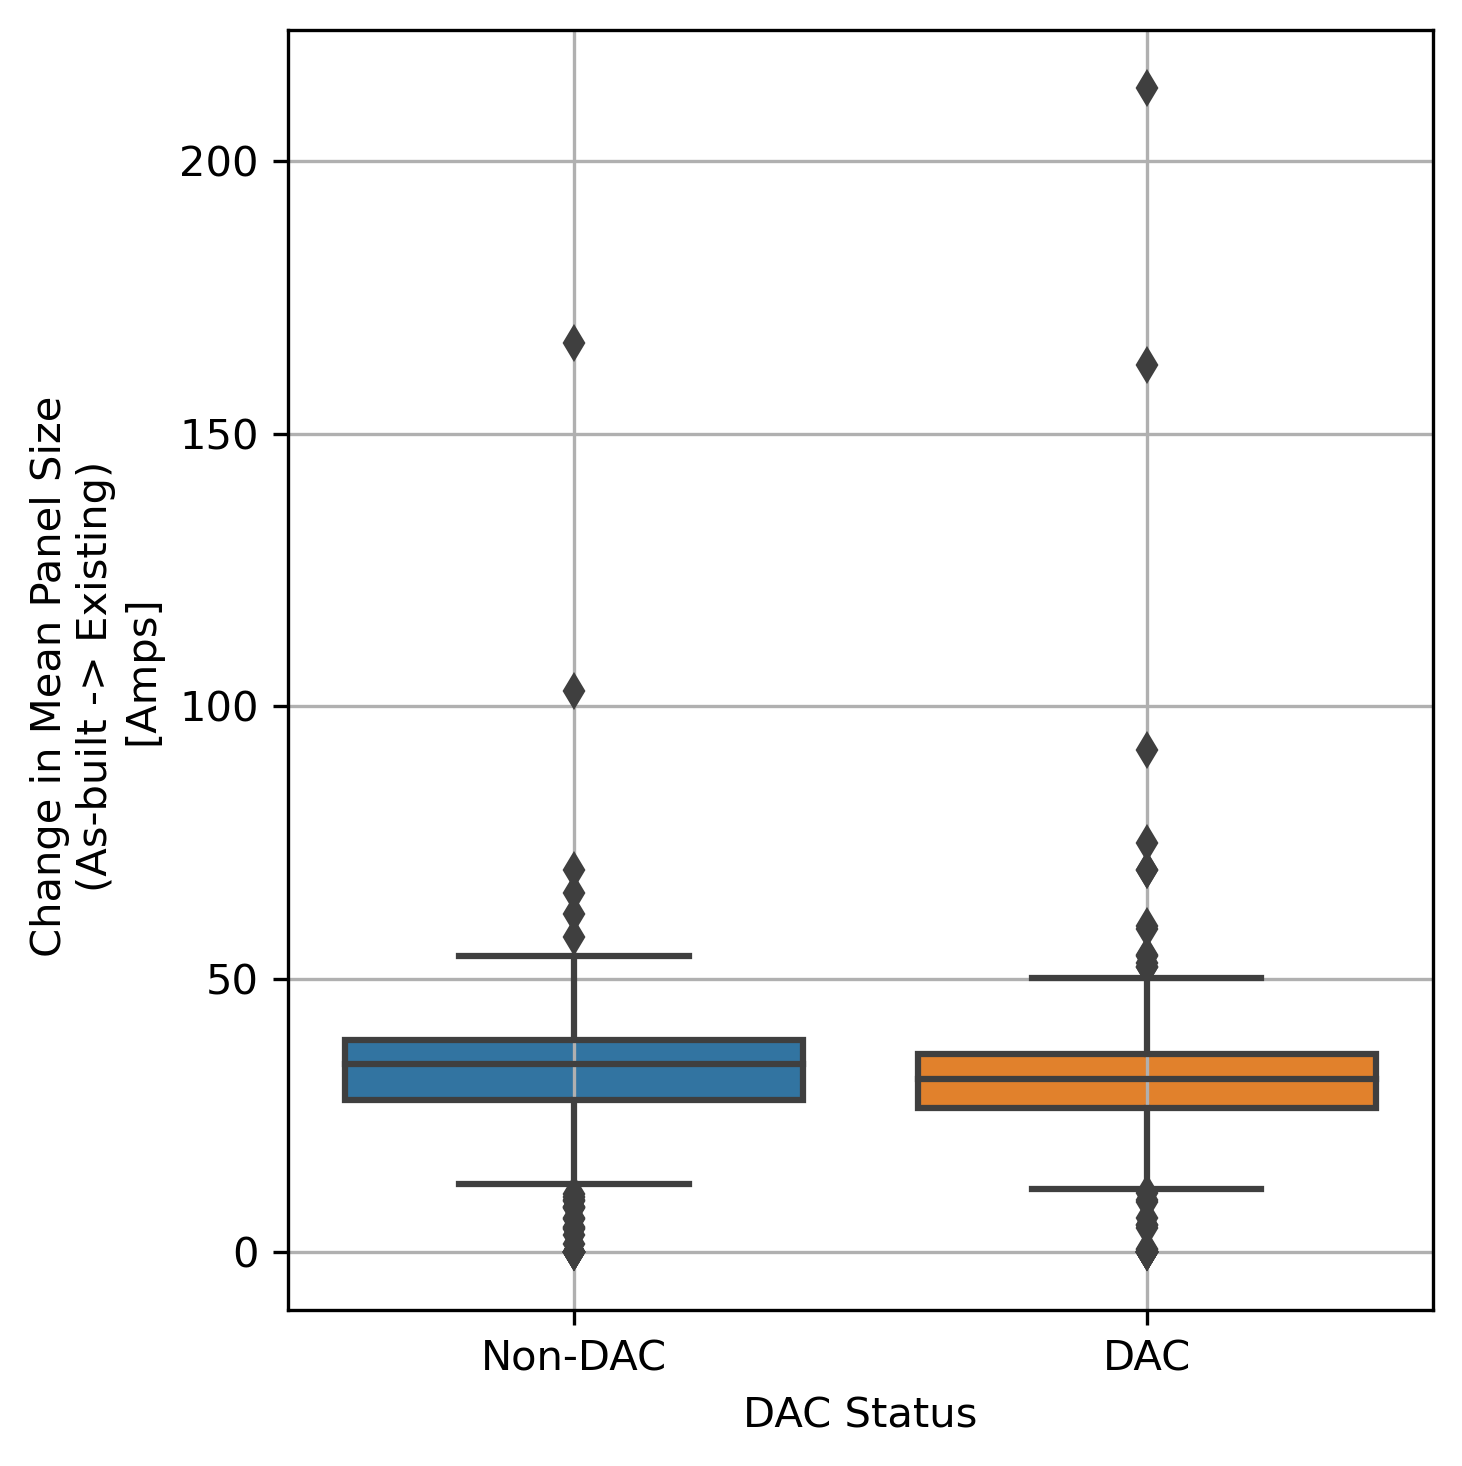 Change in Mean Panel Size
(As-built -> Existing)
[Amps]
200
150
100
50
0
Non-DAC
DAC
DAC Status